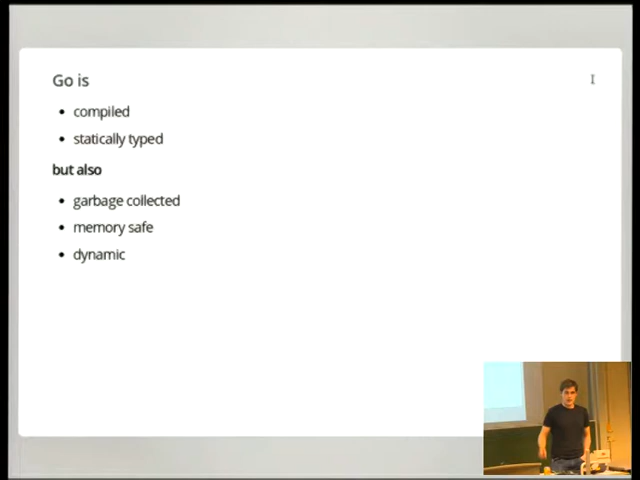 Go is
compiled
statically typed
but also
garbage collected
memory safe
dynamic